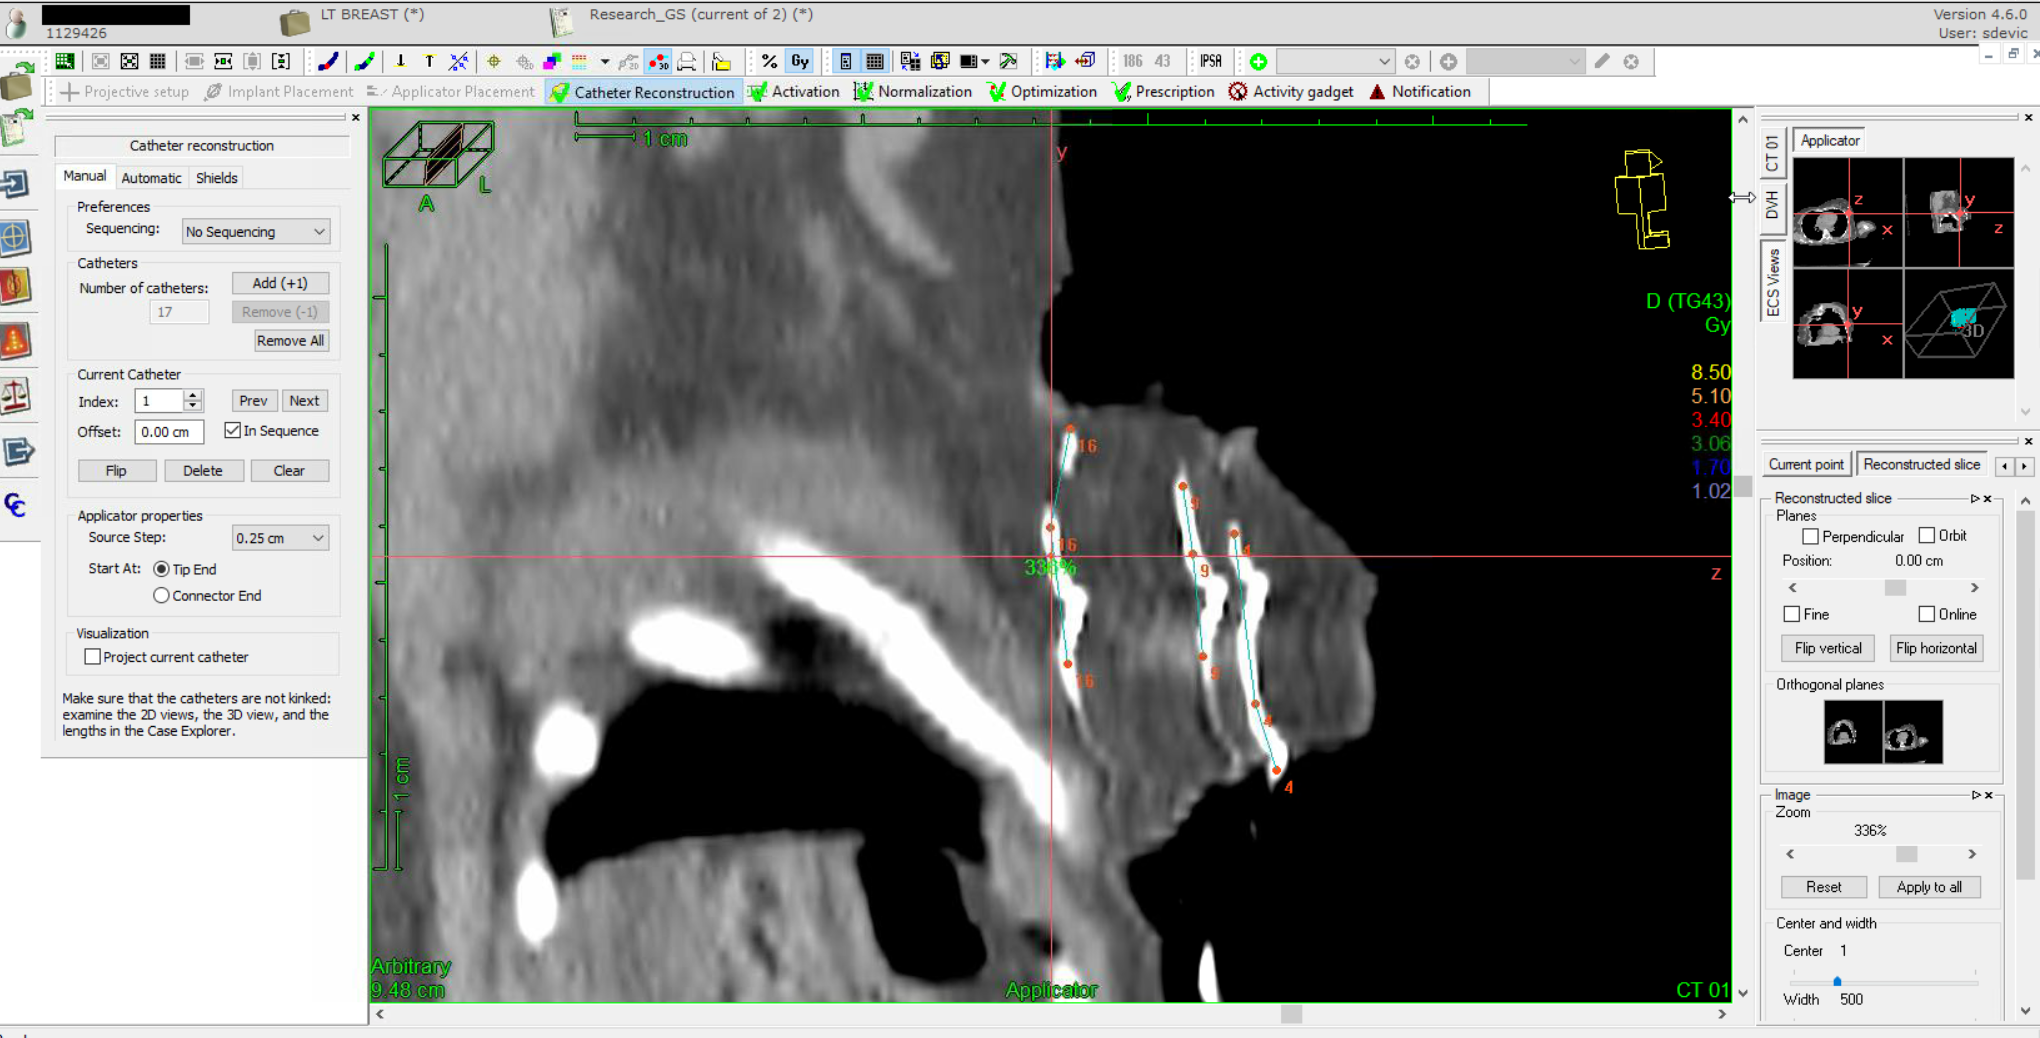 LT BREAST (*)
Research_GS (current of 2) (*)
Version 4.6.0
1129426
User: sdevic
% Gy 186 43 IPSA
Projective setup Implant Placement Applicator Placement Catheter Reconstruction Activation Normalization Optimization Prescription Activity gadget Notification
Catheter reconstruction
Manual Automatic Shields
Preferences
Sequencing: No Sequencing
Catheters
Number of catheters: Add (+1)
17 Remove (-1)
Remove All
Current Catheter
Index: 1 Prev Next
Offset: 0.00 cm In Sequence
Flip Delete Clear
Applicator properties
Source Step: 0.25 cm
Start At: Tip End
Connector End
Visualization
Project current catheter
Make sure that the catheters are not kinked:
examine the 2D views, the 3D view, and the
lengths in the Case Explorer.
1 cm
y
L
A
D (TG43)
Gy
8.50
5.10
3.40
3.06
1.70
1.02
16
9
4
16
9
336%
z
16
9
4
4
1 cm
Arbitrary
9.48 cm
Applicator
CT 01
CT 01
DVH
ECS Views
Applicator
z
x
y
z
y
x
3D
Current point Reconstructed slice
Reconstructed slice
Planes
Perpendicular Orbit
Position: 0.00 cm
Fine Online
Flip vertical Flip horizontal
Orthogonal planes
Image
Zoom
336%
Reset Apply to all
Center and width
Center 1
Width 500